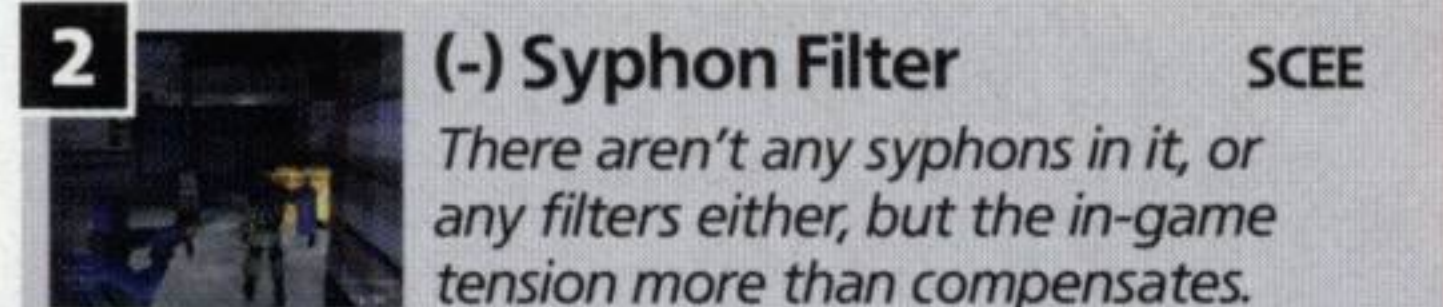 2
(-) Syphon Filter SCEE
There aren't any syphons in it, or
any filters either, but the in-game
tension more than compensates.